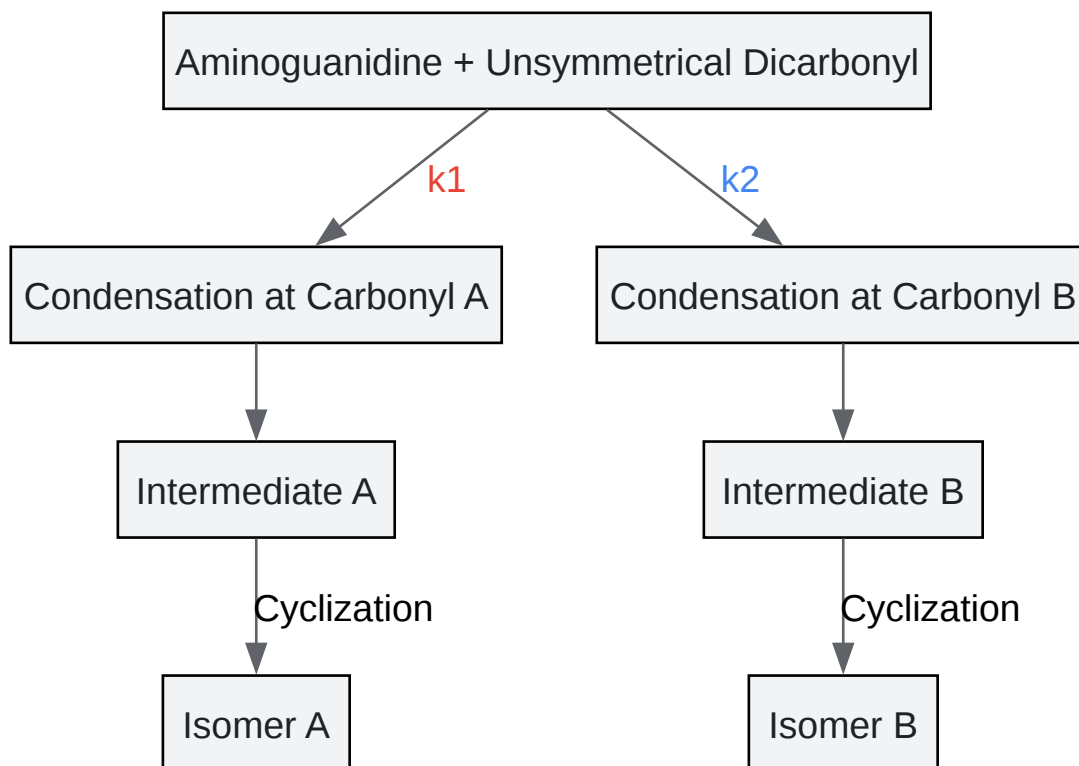 Aminoguanidine + Unsymmetrical Dicarbonyl
k1
k2
Condensation at Carbonyl A
Condensation at Carbonyl B
Intermediate A
Intermediate B
Cyclization
Cyclization
Isomer A
Isomer B